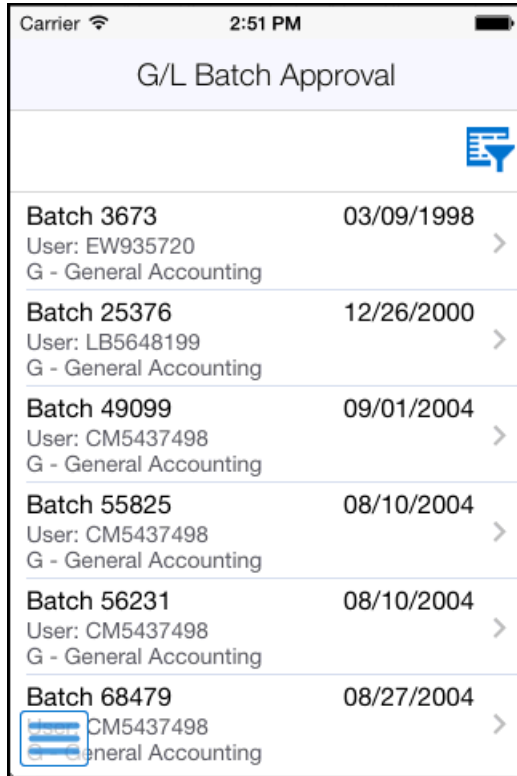 Carrier 2:51 PM
G/L Batch Approval
Batch 3673 03/09/1998
User: EW935720
G - General Accounting
Batch 25376 12/26/2000
User: LB5648199
G - General Accounting
Batch 49099 09/01/2004
User: CM5437498
G - General Accounting
Batch 55825 08/10/2004
User: CM5437498
G - General Accounting
Batch 56231 08/10/2004
User: CM5437498
G - General Accounting
Batch 68479 08/27/2004
User: CM5437498
G - General Accounting